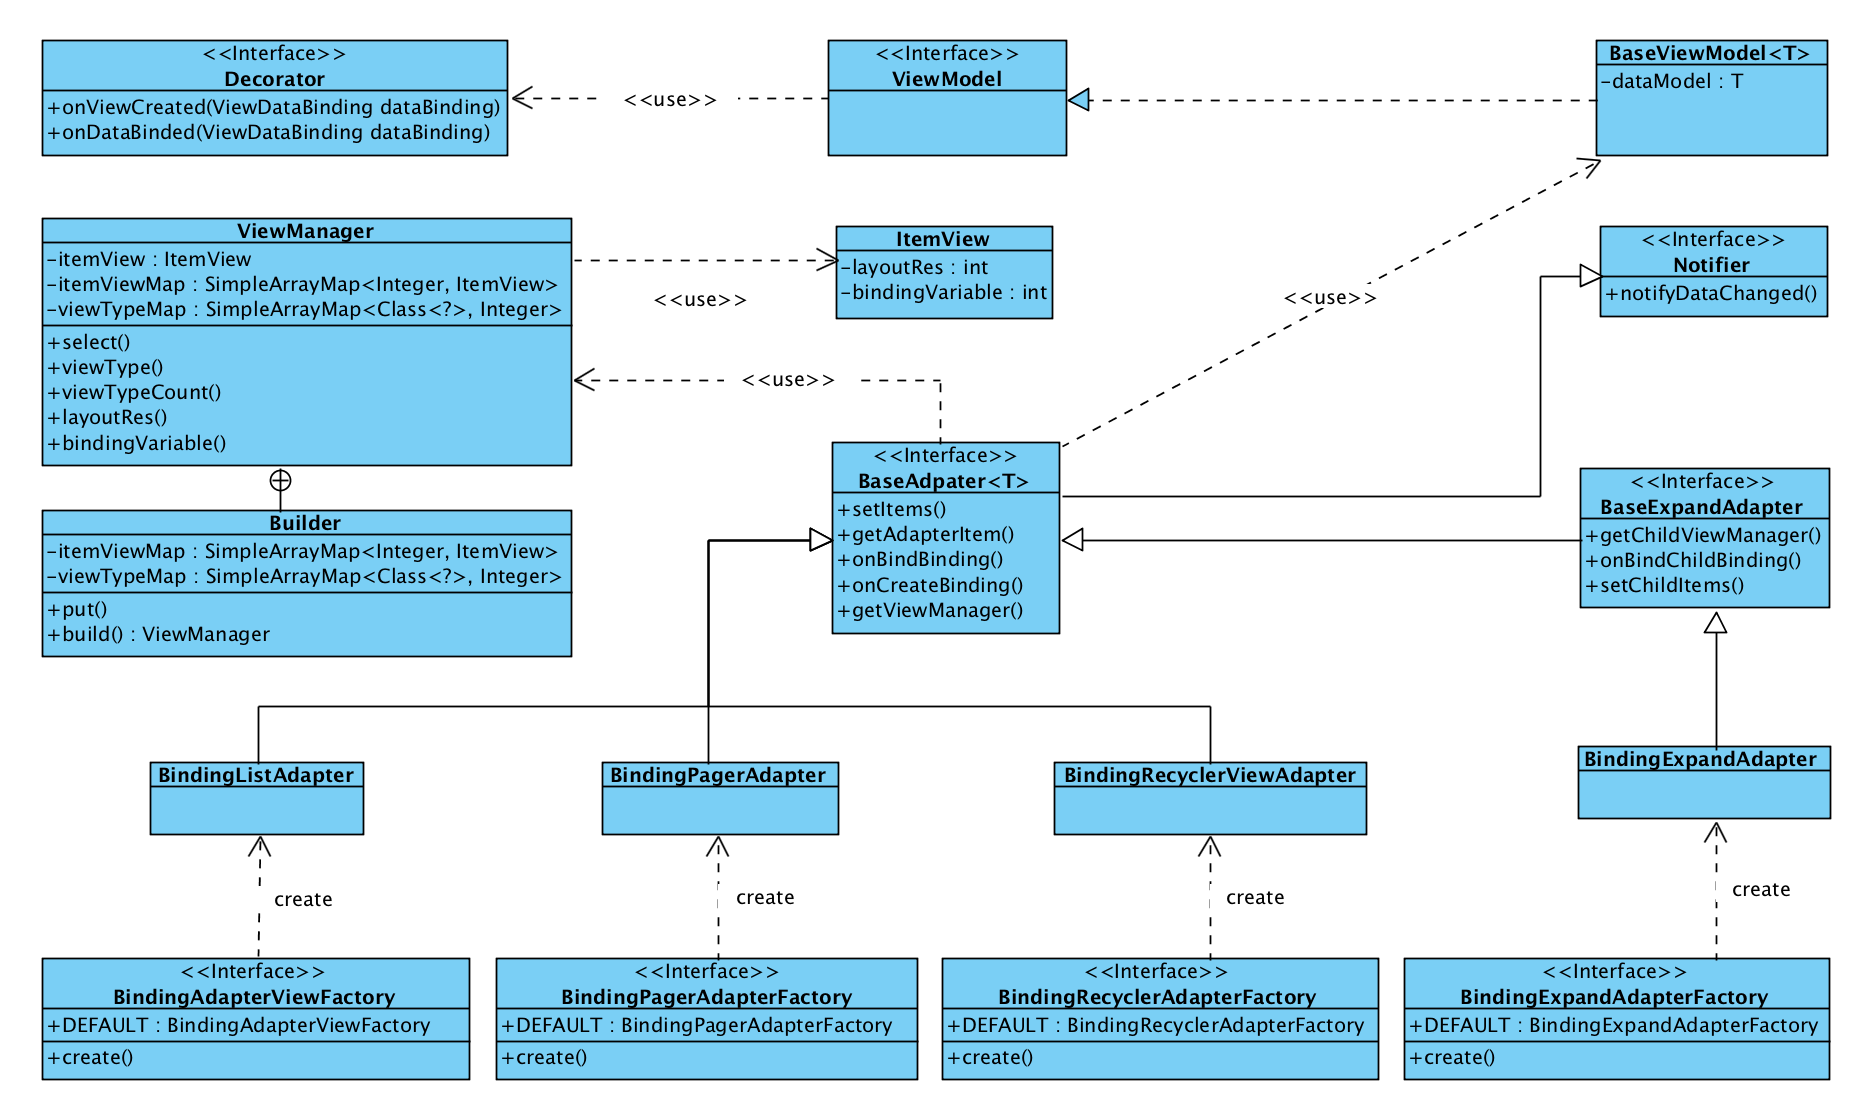 <<Interface>>
Decorator
+onViewCreated(ViewDataBinding dataBinding)
+onDataBinded(ViewDataBinding dataBinding)
<<use>>
<<Interface>>
ViewModel
BaseViewModel<T>
-dataModel : T
ViewManager
-itemView : ItemView
-itemViewMap : SimpleArrayMap<Integer, ItemView>
-viewTypeMap : SimpleArrayMap<Class<?>, Integer>
+select()
+viewType()
+viewTypeCount()
+layoutRes()
+bindingVariable()
<<use>>
ItemView
-layoutRes : int
-bindingVariable : int
<<use>>
<<Interface>>
Notifier
+notifyDataChanged()
<<use>>
<<Interface>>
BaseAdpater<T>
+setItems()
+getAdapterItem()
+onBindBinding()
+onCreateBinding()
+getViewManager()
<<Interface>>
BaseExpandAdapter
+getChildViewManager()
+onBindChildBinding()
+setChildItems()
Builder
-itemViewMap : SimpleArrayMap<Integer, ItemView>
-viewTypeMap : SimpleArrayMap<Class<?>, Integer>
+put()
+build() : ViewManager
BindingListAdapter
BindingPagerAdapter
BindingRecyclerViewAdapter
BindingExpandAdapter
create
create
create
create
<<Interface>>
BindingAdapterViewFactory
+DEFAULT : BindingAdapterViewFactory
+create()
<<Interface>>
BindingPagerAdapterFactory
+DEFAULT : BindingPagerAdapterFactory
+create()
<<Interface>>
BindingRecyclerAdapterFactory
+DEFAULT : BindingRecyclerAdapterFactory
+create()
<<Interface>>
BindingExpandAdapterFactory
+DEFAULT : BindingExpandAdapterFactory
+create()